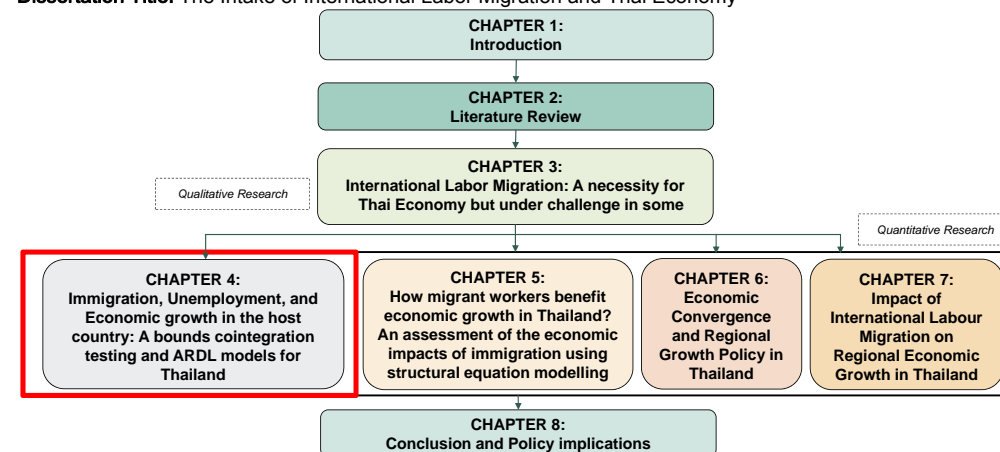 Dissertation Title: The Intake of International Labor Migration and Thai Economy
CHAPTER 1:
Introduction
CHAPTER 2:
Literature Review
CHAPTER 3:
International Labor Migration: A necessity for
Thai Economy but under challenge in some
Qualitative Research
Quantitative Research
CHAPTER 4:
Immigration, Unemployment, and
Economic growth in the host
country: A bounds cointegration
testing and ARDL models for
Thailand
CHAPTER 5:
How migrant workers benefit
economic growth in Thailand?
An assessment of the economic
impacts of immigration using
structural equation modelling
CHAPTER 6:
Economic
Convergence
and Regional
Growth Policy in
Thailand
CHAPTER 7:
Impact of
International Labour
Migration on
Regional Economic
Growth in Thailand
CHAPTER 8:
Conclusion and Policy implications